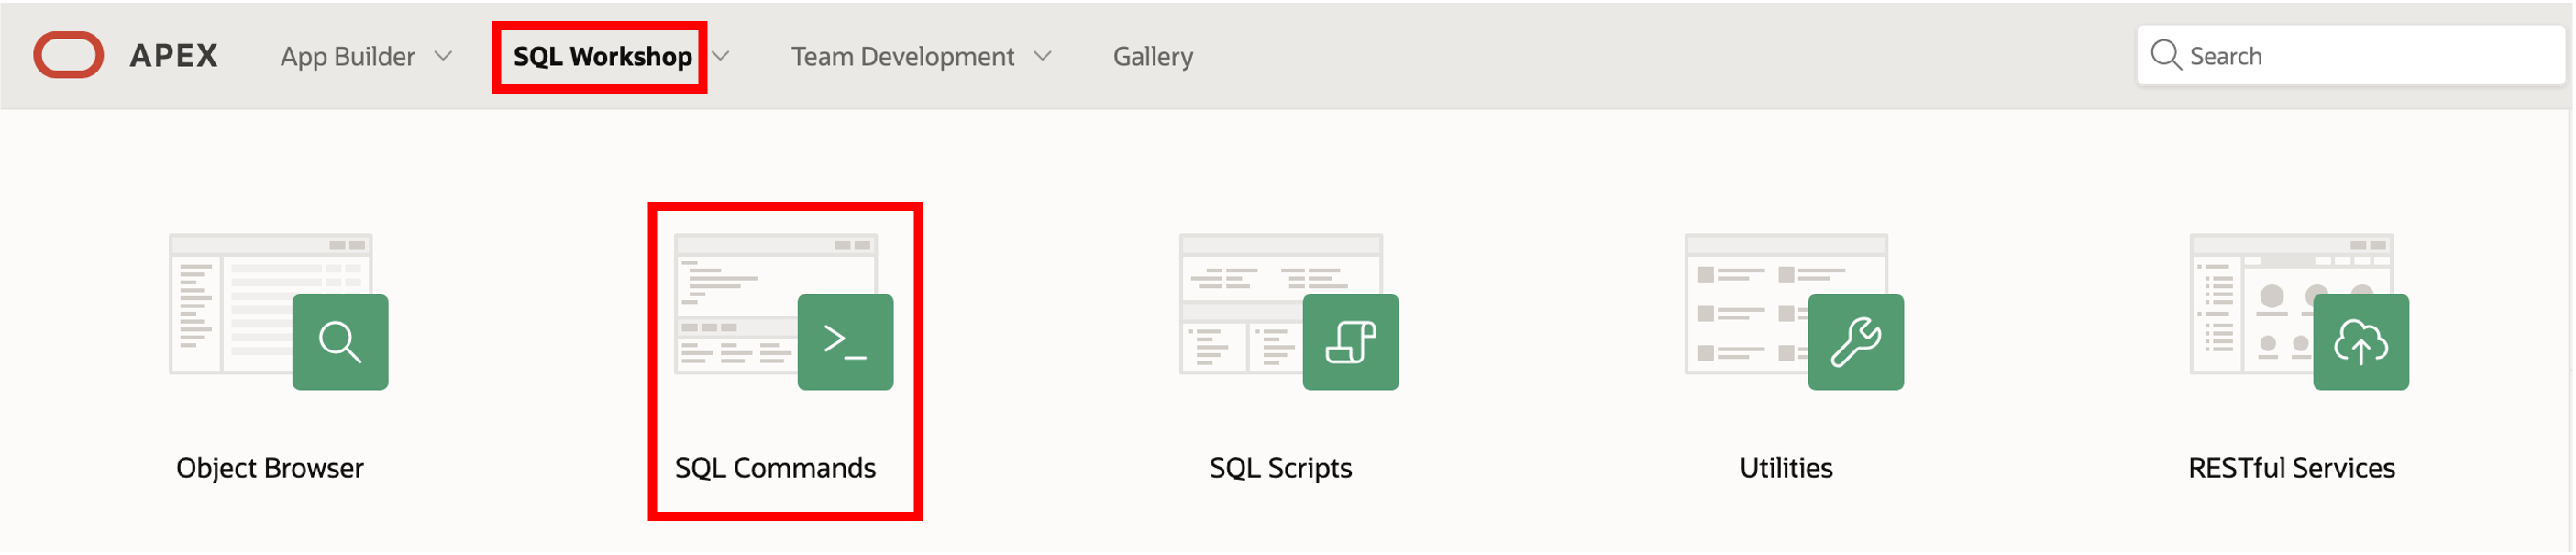 APEX App Builder SQL Workshop Team Development Gallery Search
Object Browser SQL Commands SQL Scripts Utilities RESTful Services